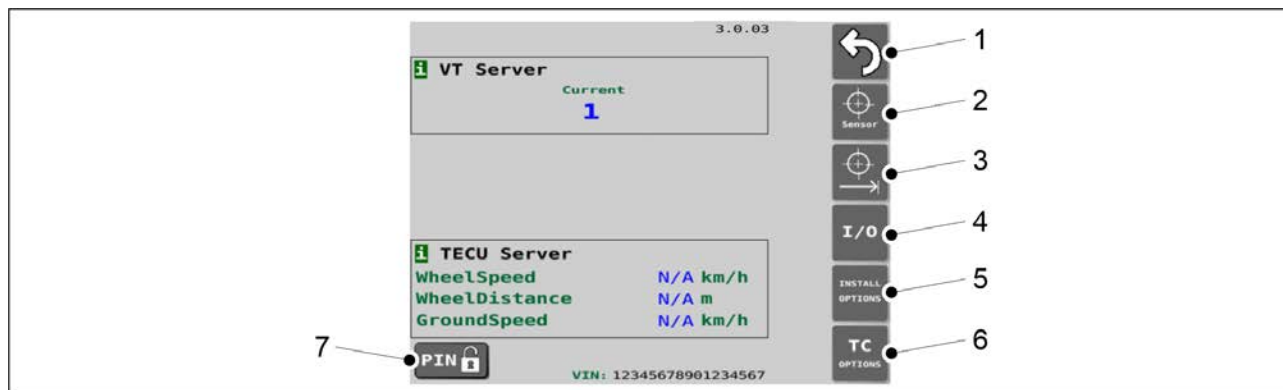 3.0.03
i VT Server
Current
1
i TECU Server
WheelSpeed N/A km/h
WheelDistance N/A m
GroundSpeed N/A km/h
PIN
VIN: 12345678901234567
Sensor
I/O
INSTALL
OPTIONS
TC
OPTIONS
1
2
3
4
5
6
7